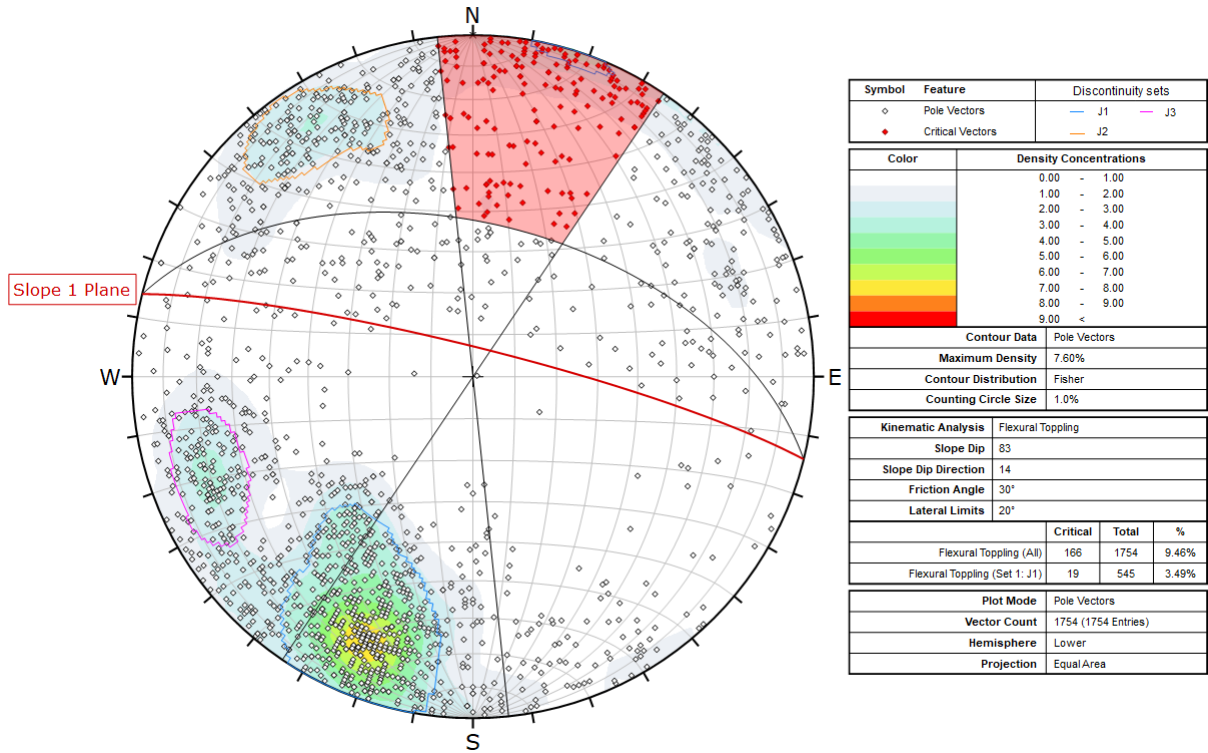 N
Slope 1 Plane
W
E
S
Symbol Feature Discontinuity sets
Pole Vectors J1 J3
Critical Vectors J2
Color Density Concentrations
0.00 - 1.00
1.00 - 2.00
2.00 - 3.00
3.00 - 4.00
4.00 - 5.00
5.00 - 6.00
6.00 - 7.00
7.00 - 8.00
8.00 - 9.00
9.00 <
Contour Data Pole Vectors
Maximum Density 7.60%
Contour Distribution Fisher
Counting Circle Size 1.0%
Kinematic Analysis Flexural Toppling
Slope Dip 83
Slope Dip Direction 14
Friction Angle 30°
Lateral Limits 20°
Critical Total %
Flexural Toppling (All) 166 1754 9.46%
Flexural Toppling (Set 1: J1) 19 545 3.49%
Plot Mode Pole Vectors
Vector Count 1754 (1754 Entries)
Hemisphere Lower
Projection Equal Area